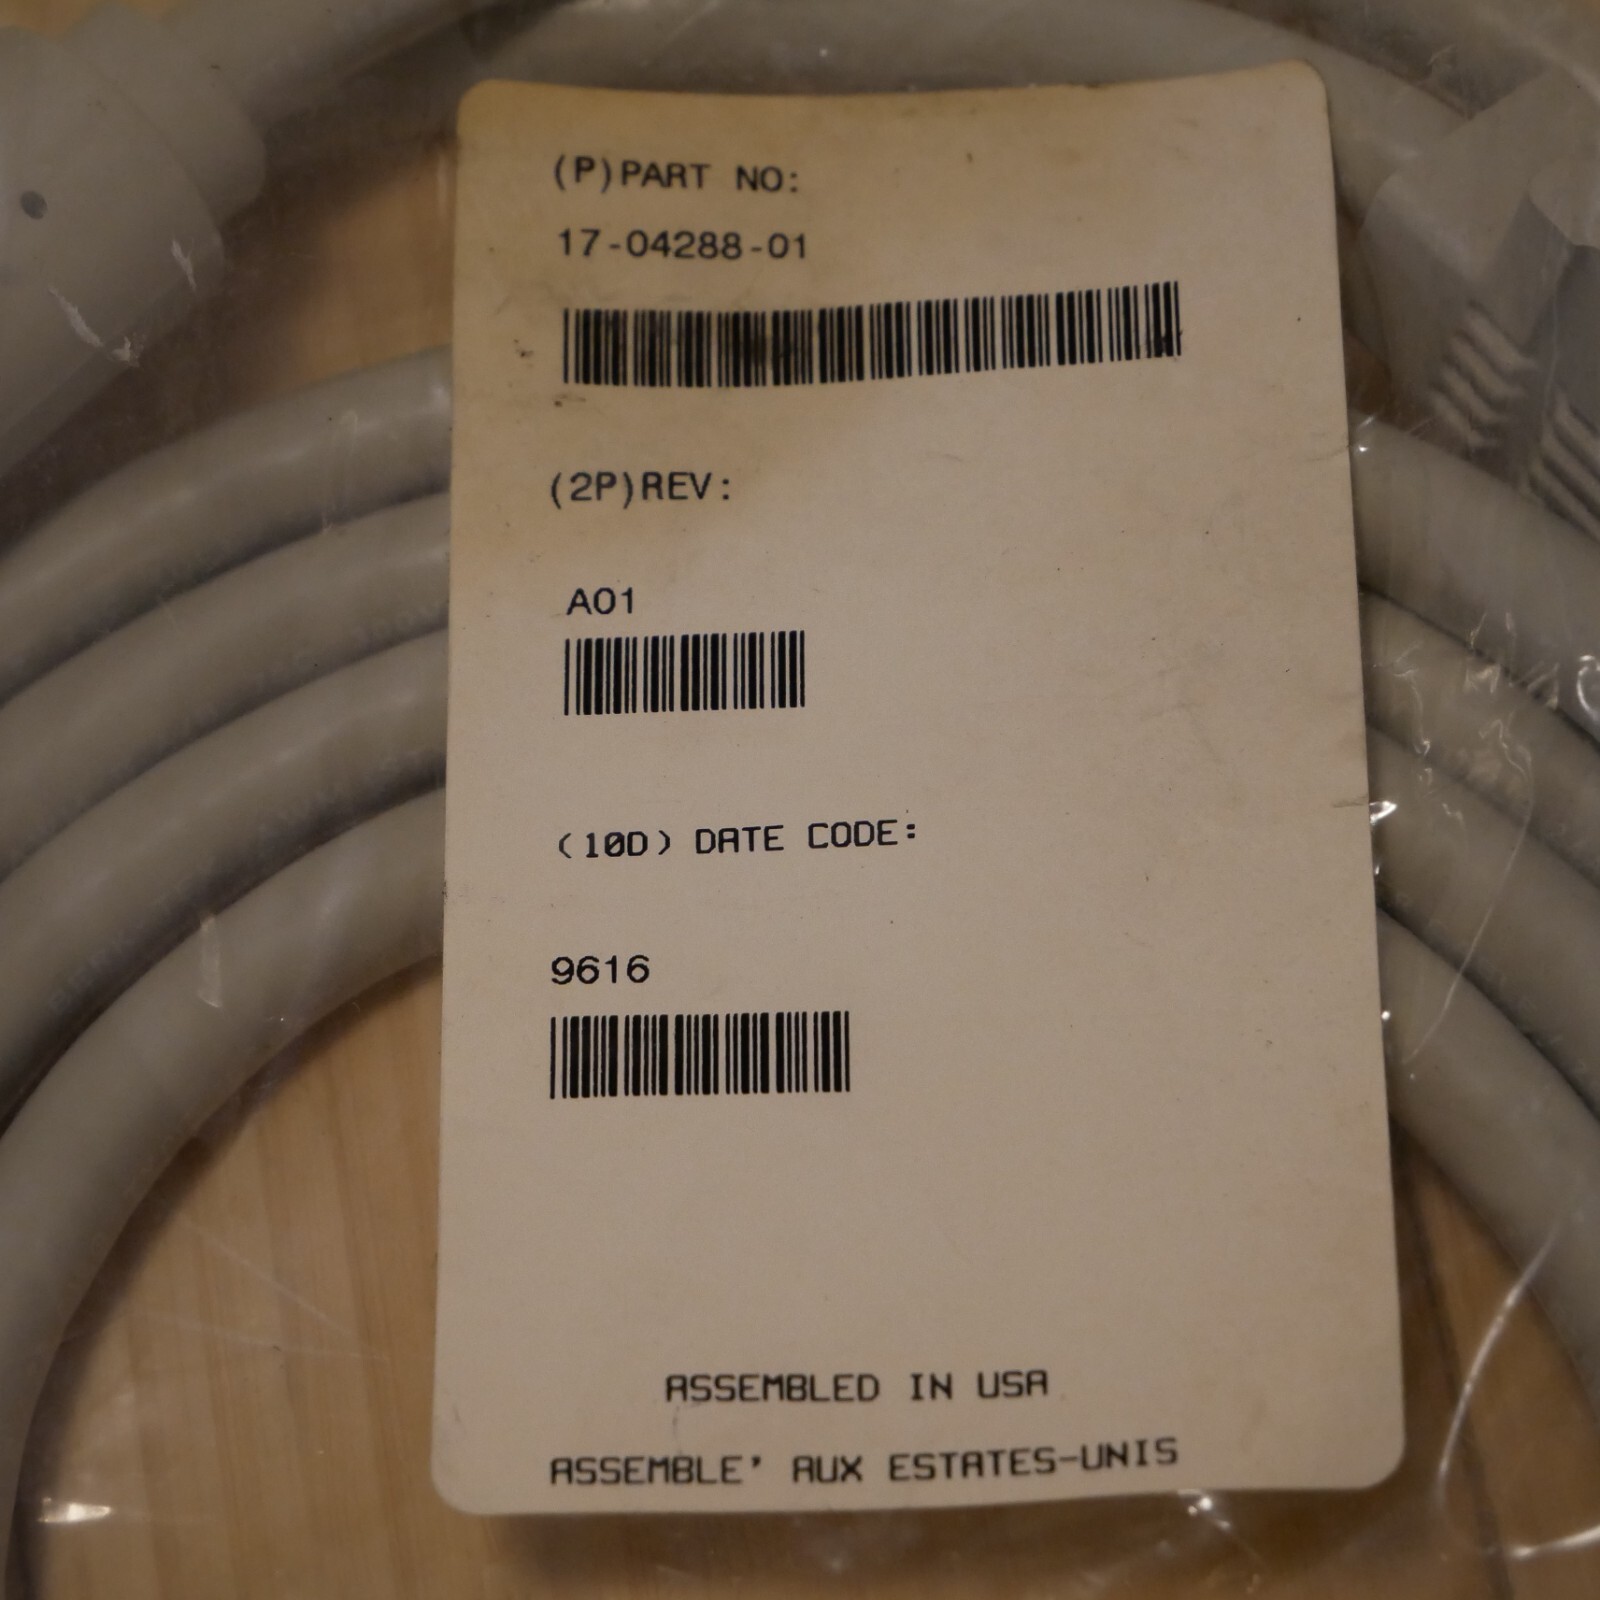 (P)PART NO:
17-04288-01
(2P)REV:
A01
(10D) DATE CODE:
9616
ASSEMBLED IN USA
ASSEMBLE' AUX ESTATES-UNIS